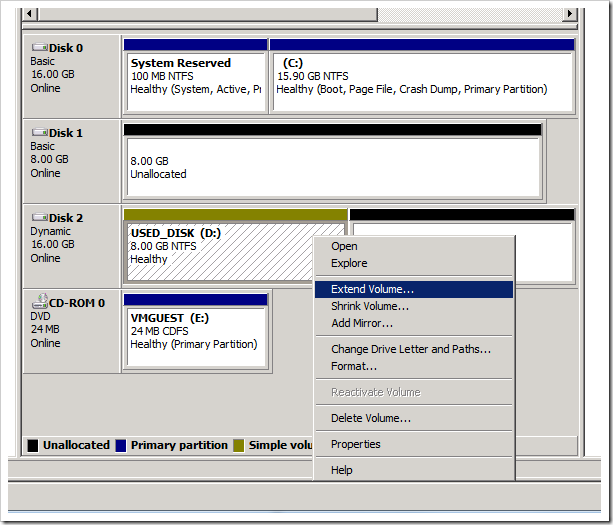 Disk 0
Basic
16.00 GB
Online
System Reserved
100 MB NTFS
Healthy (System, Active, Pr
(C:)
15.90 GB NTFS
Healthy (Boot, Page File, Crash Dump, Primary Partition)
Disk 1
Basic
8.00 GB
Online
8.00 GB
Unallocated
Disk 2
Dynamic
16.00 GB
Online
USED_DISK (D:)
8.00 GB NTFS
Healthy
Open
Explore
Extend Volume...
Shrink Volume...
Add Mirror...
Change Drive Letter and Paths...
Format...
Reactivate Volume
Delete Volume...
Properties
Help
CD-ROM 0
DVD
24 MB
Online
VMGUEST (E:)
24 MB CDFS
Healthy (Primary Partition)
Unallocated Primary partition Simple volu